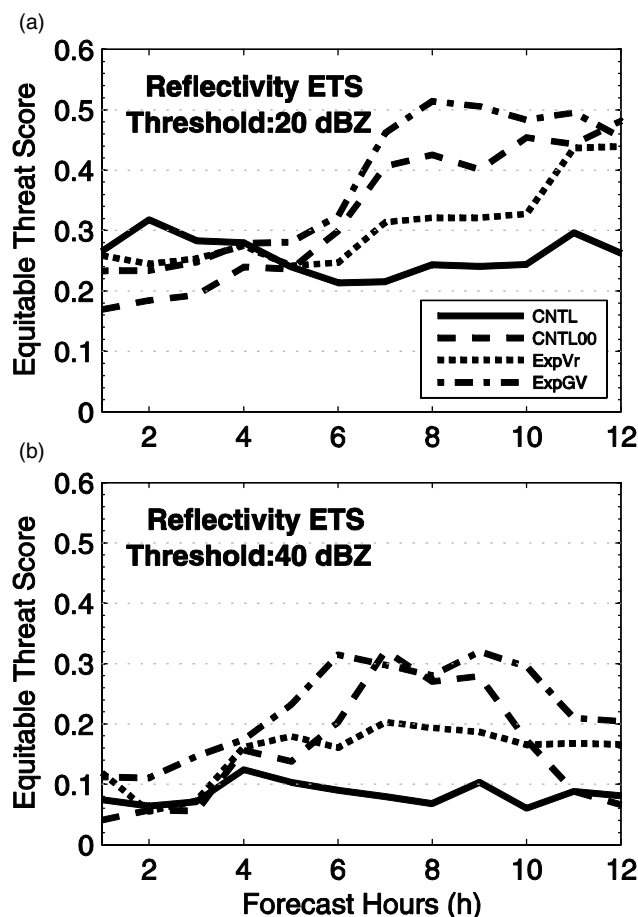 (a)
Reflectivity ETS
Threshold:20 dBZ
Equitable Threat Score
0.6
0.5
0.4
0.3
0.2
0.1
0
2 4 6 8 10 12
CNTL
CNTL00
ExpVr
ExpGV
(b)
Reflectivity ETS
Threshold:40 dBZ
Equitable Threat Score
0.6
0.5
0.4
0.3
0.2
0.1
0
2 4 6 8 10 12
Forecast Hours (h)